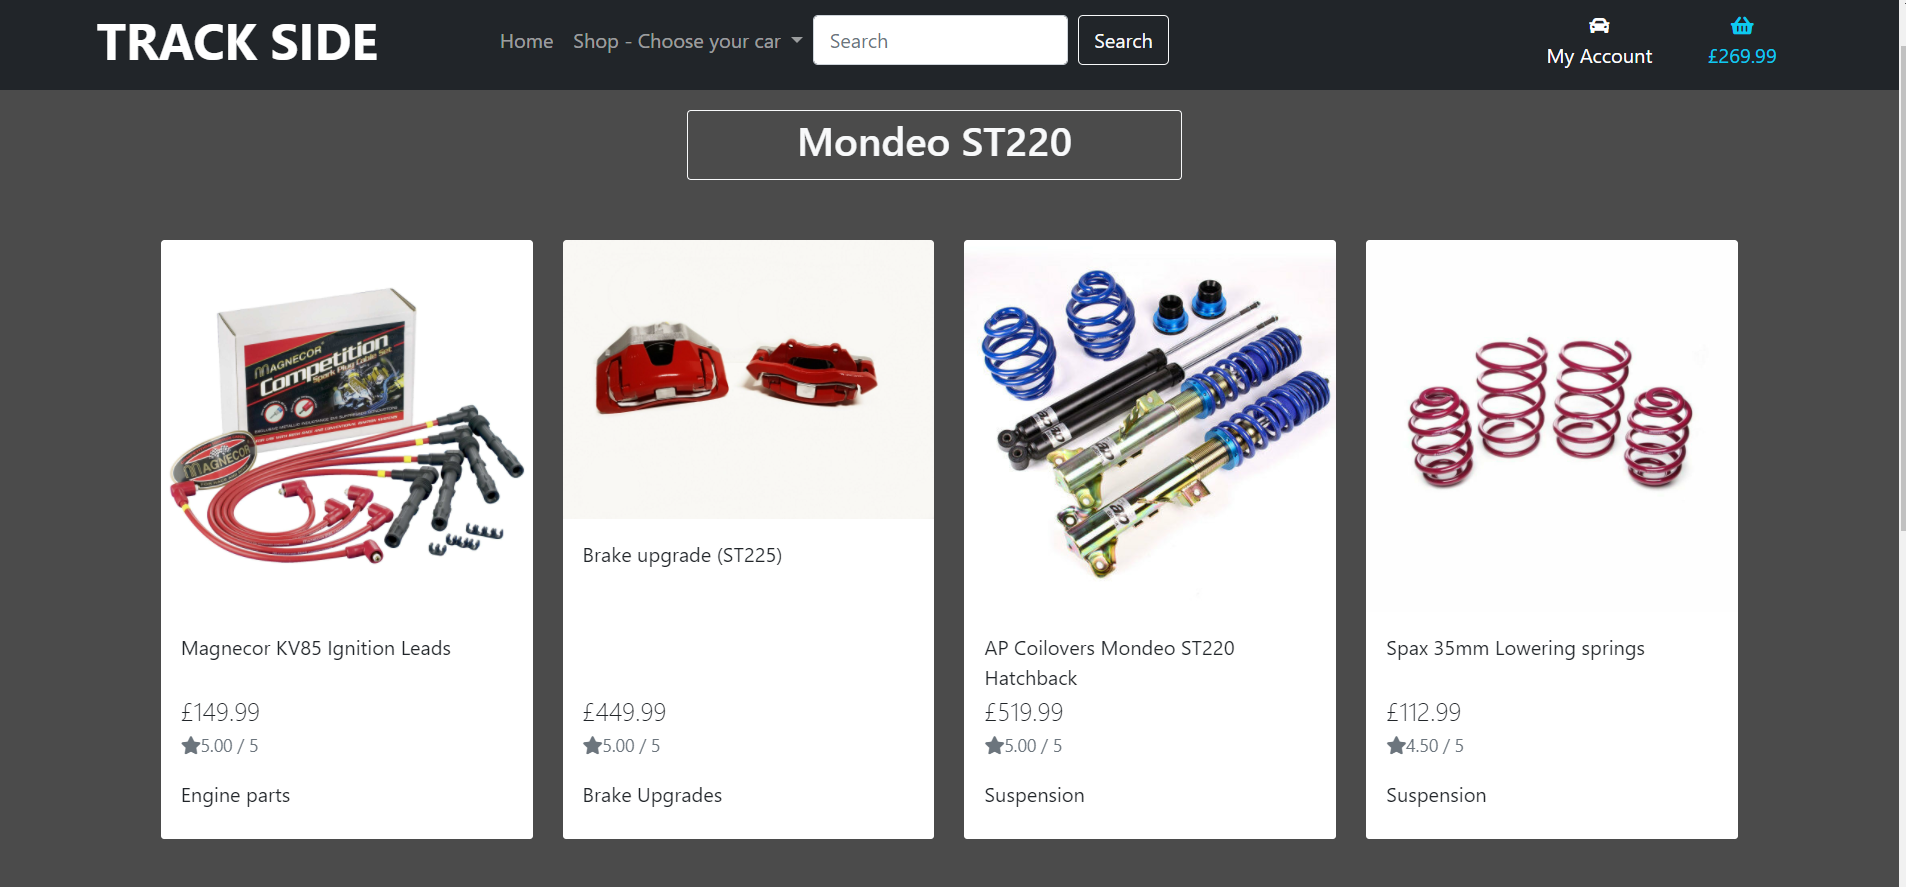 TRACK SIDE
Home
Shop - Choose your car
Search
Search
My Account
£269.99
Mondeo ST220
MAGNECOR
Competition
Spark Plug Cable Set
MAGNECOR
Magnecor KV85 Ignition Leads
£149.99
5.00 / 5
Engine parts
Brake upgrade (ST225)
£449.99
5.00 / 5
Brake Upgrades
AP Coilovers Mondeo ST220
Hatchback
£519.99
5.00 / 5
Suspension
Spax 35mm Lowering springs
£112.99
4.50 / 5
Suspension